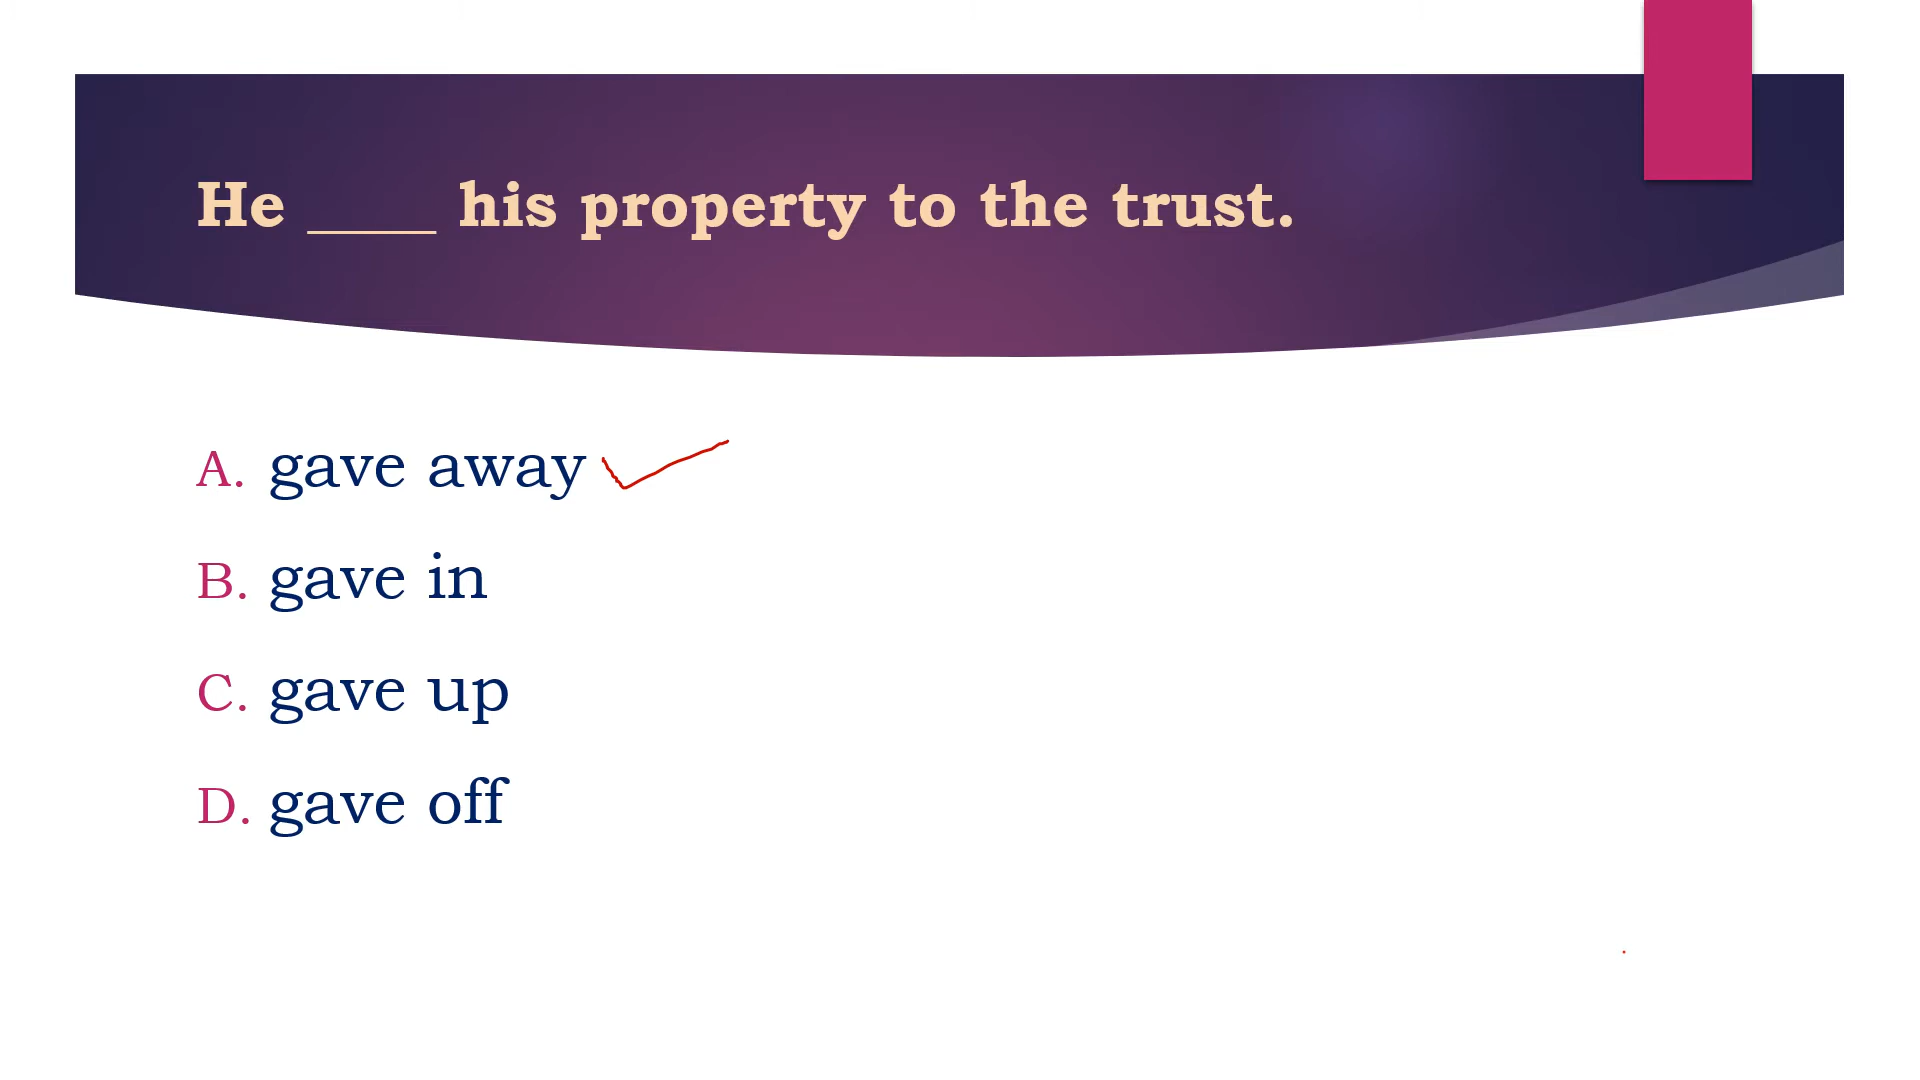 He ____ his property to the trust.
A. gave away
B. gave in
C. gave up
D. gave off